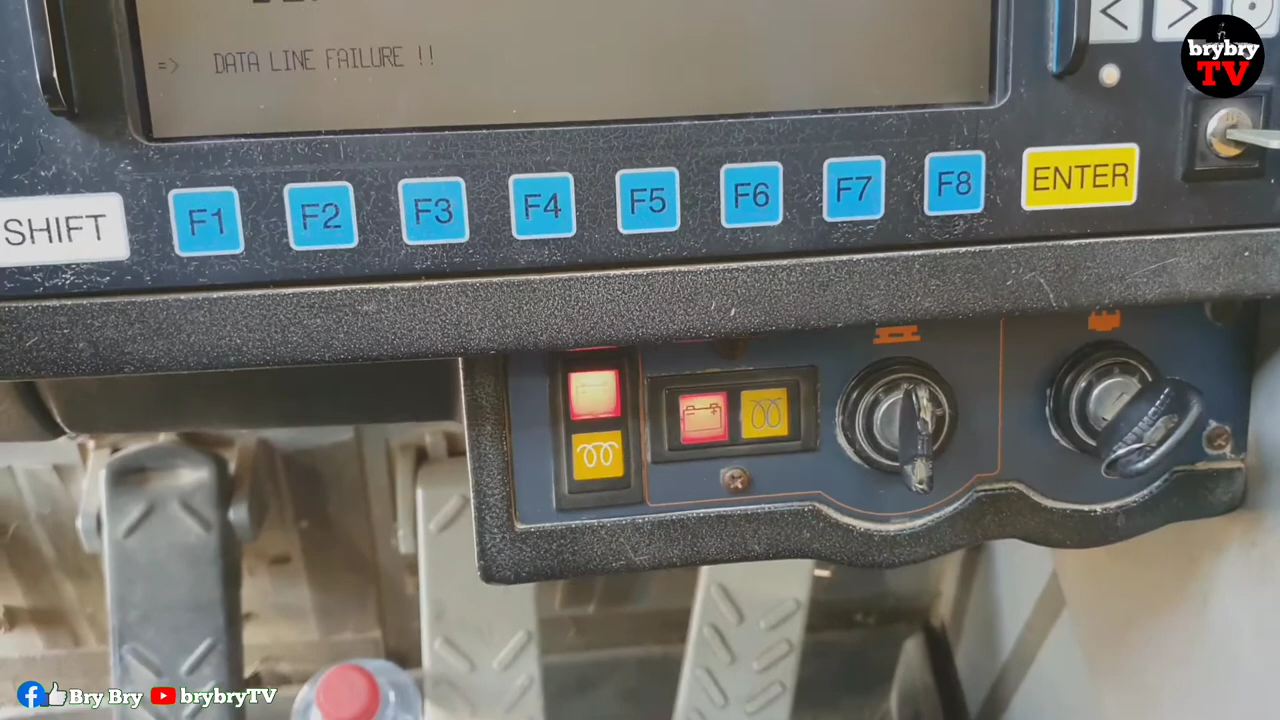 => DATA LINE FAILURE !!
< >
brybry
TV
SHIFT F1 F2 F3 F4 F5 F6 F7 F8 ENTER
Bry Bry brybryTV